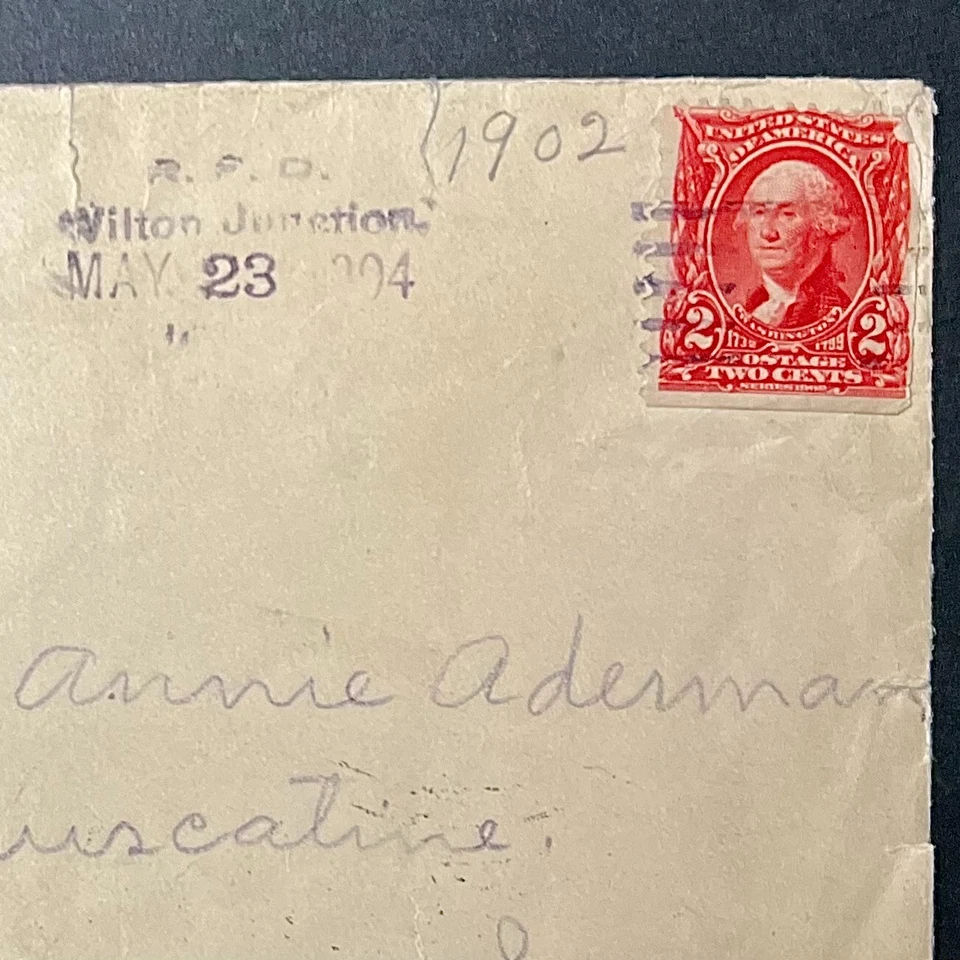 1902
R. F. D.
Wilton Junction.
MAY 23 1904
UNITED STATES
OF AMERICA
WASHINGTON
2 1732 1799 2
POSTAGE
TWO CENTS
SERIES 1902
Annie Aderman
uscatine.